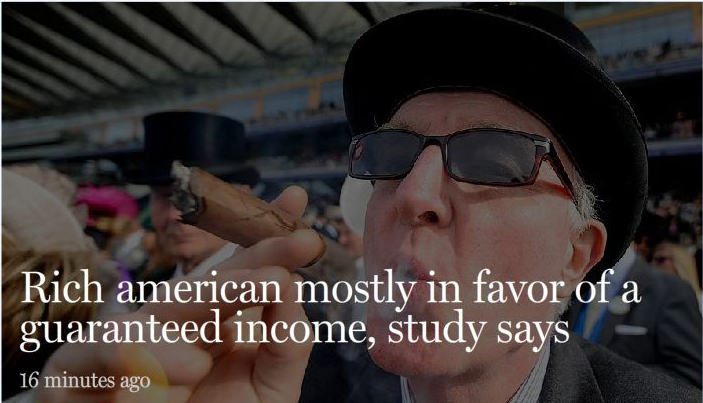 Rich american mostly in favor of a
guaranteed income, study says
16 minutes ago